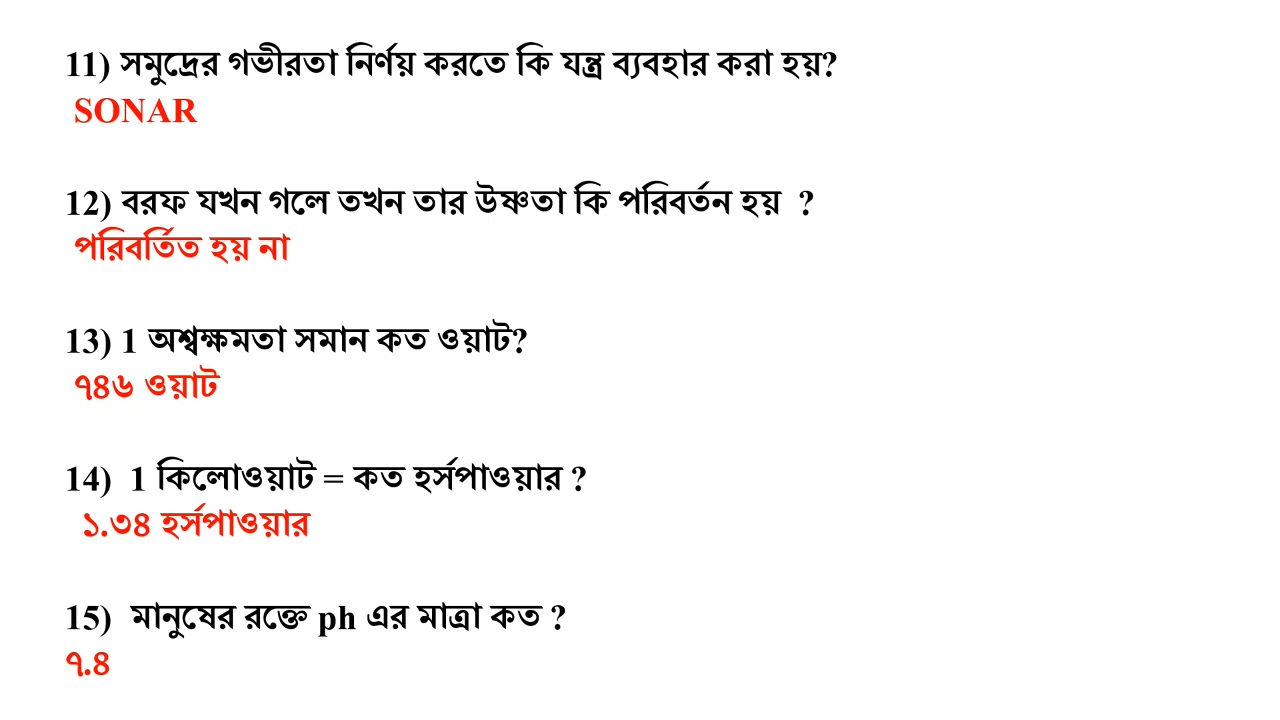 11) সমুদ্রের গভীরতা নির্ণয় করতে কি যন্ত্র ব্যবহার করা হয়?
SONAR
12) বরফ যখন গলে তখন তার উষ্ণতা কি পরিবর্তন হয় ?
পরিবর্তিত হয় না
13) 1 অশ্বক্ষমতা সমান কত ওয়াট?
৭৪৬ ওয়াট
14) 1 কিলোওয়াট = কত হর্সপাওয়ার ?
১.৩৪ হর্সপাওয়ার
15) মানুষের রক্তে ph এর মাত্রা কত ?
৭.৪